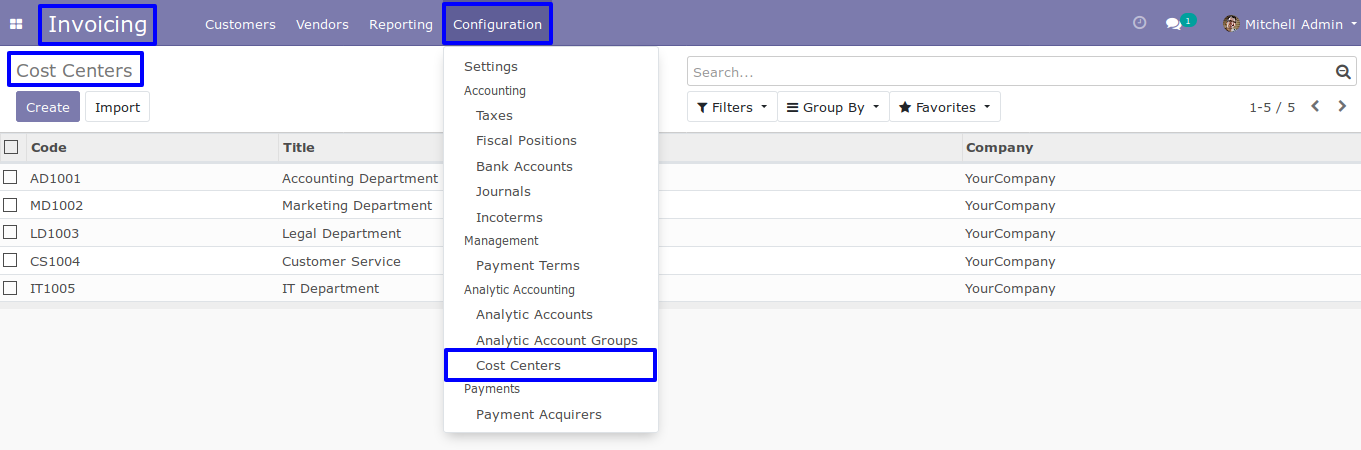 Invoicing Customers Vendors Reporting Configuration 1 Mitchell Admin
Cost Centers
Search...
Create Import
Filters Group By Favorites 1-5 / 5
Settings
Accounting
Taxes
Fiscal Positions
Bank Accounts
Journals
Incoterms
Management
Payment Terms
Analytic Accounting
Analytic Accounts
Analytic Account Groups
Cost Centers
Payments
Payment Acquirers
Code Title Company
AD1001 Accounting Department YourCompany
MD1002 Marketing Department YourCompany
LD1003 Legal Department YourCompany
CS1004 Customer Service YourCompany
IT1005 IT Department YourCompany